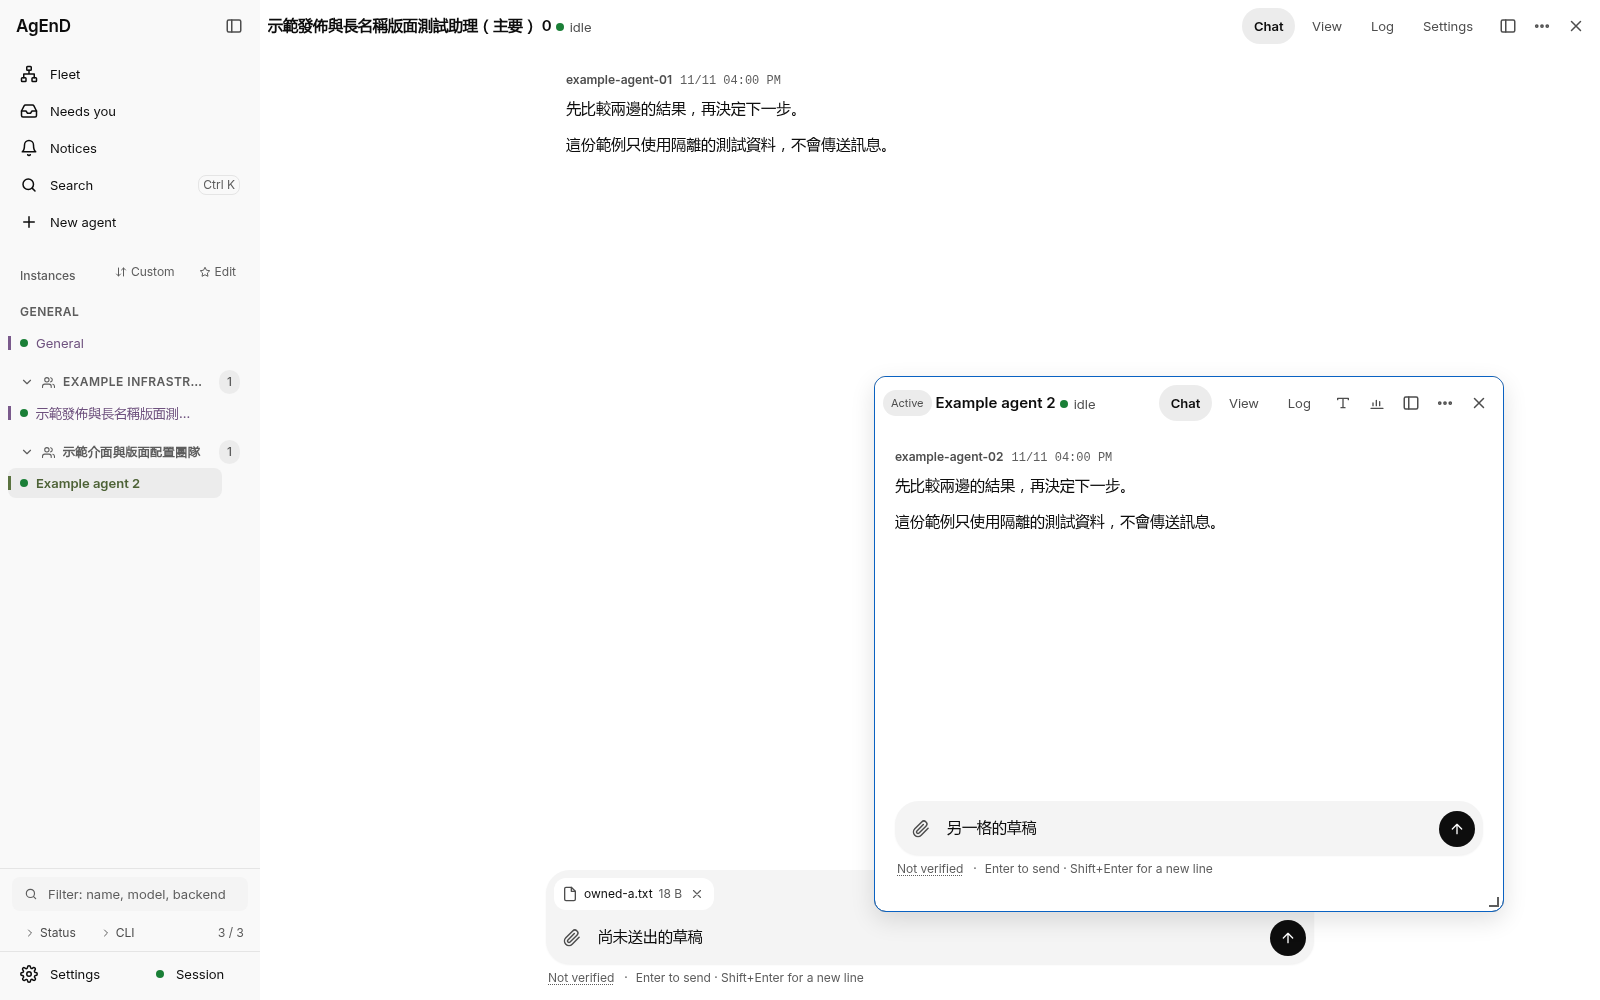 AgEnD
Fleet
Needs you
Notices
Search Ctrl K
New agent
Instances Custom Edit
GENERAL
General
EXAMPLE INFRASTR... 1
示範發佈與長名稱版面測...
示範介面與版面配置團隊 1
Example agent 2
Filter: name, model, backend
Status CLI 3 / 3
Settings Session
示範發佈與長名稱版面測試助理（主要）0 idle Chat View Log Settings
example-agent-01 11/11 04:00 PM
先比較兩邊的結果，再決定下一步。
這份範例只使用隔離的測試資料，不會傳送訊息。
Active Example agent 2 idle Chat View Log
example-agent-02 11/11 04:00 PM
先比較兩邊的結果，再決定下一步。
這份範例只使用隔離的測試資料，不會傳送訊息。
另一格的草稿
Not verified · Enter to send · Shift+Enter for a new line
owned-a.txt 18 B
尚未送出的草稿
Not verified · Enter to send · Shift+Enter for a new line